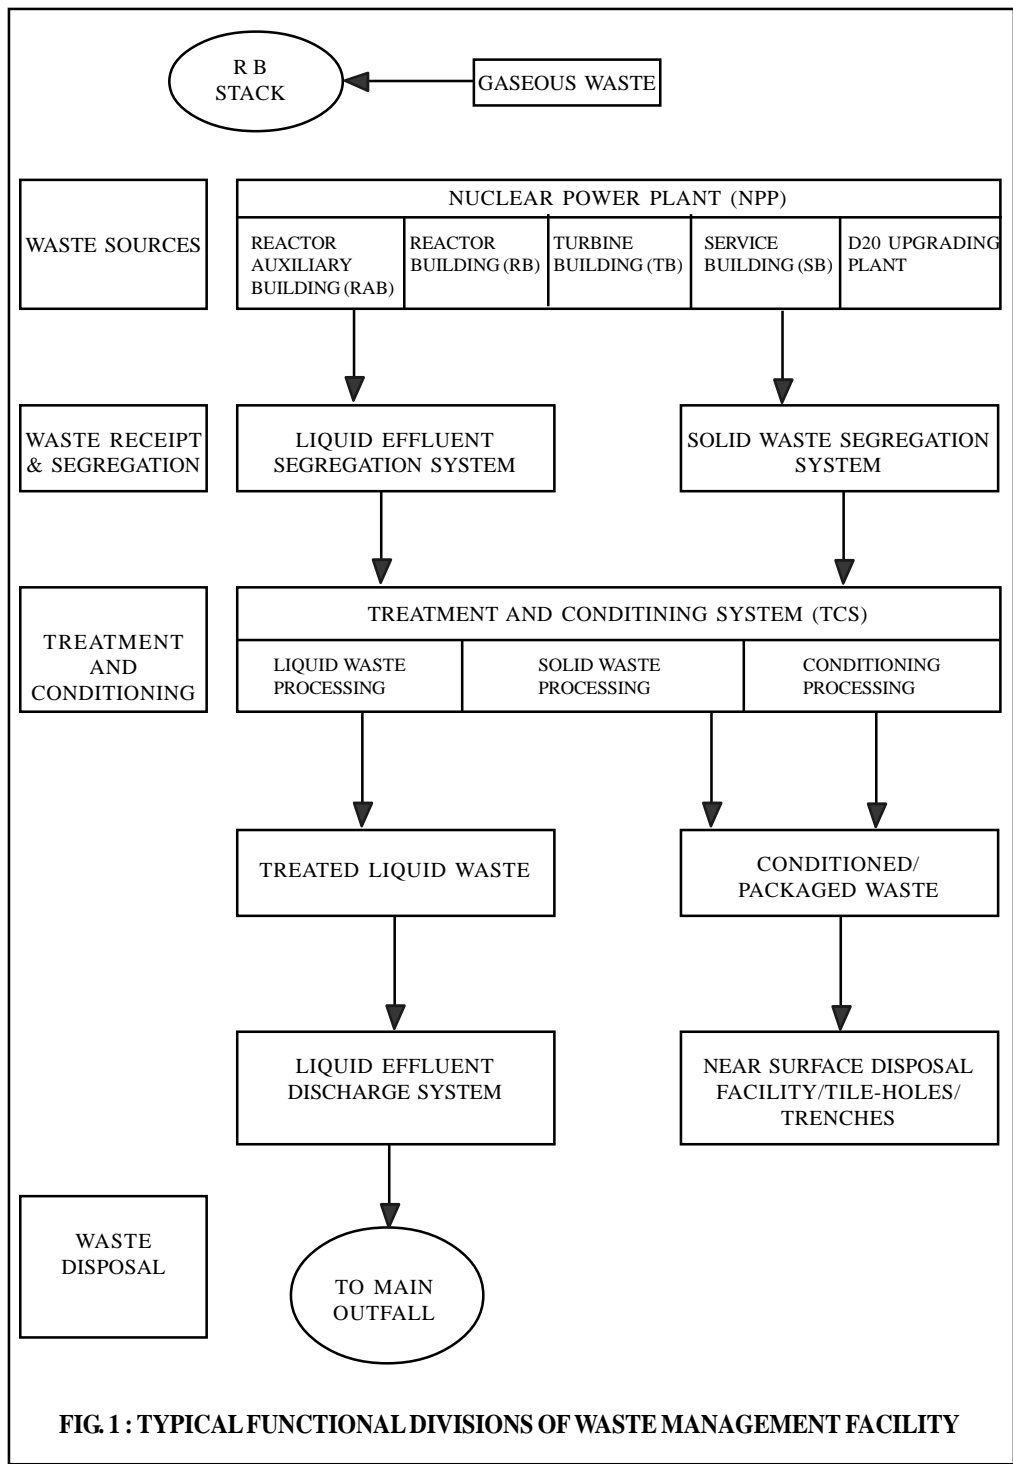 R B
STACK
GASEOUS WASTE
WASTE SOURCES
NUCLEAR POWER PLANT (NPP)
REACTOR
AUXILIARY
BUILDING (RAB)
REACTOR
BUILDING (RB)
TURBINE
BUILDING (TB)
SERVICE
BUILDING (SB)
D20 UPGRADING
PLANT
WASTE RECEIPT
& SEGREGATION
LIQUID EFFLUENT
SEGREGATION SYSTEM
SOLID WASTE SEGREGATION
SYSTEM
TREATMENT
AND
CONDITIONING
TREATMENT AND CONDITINING SYSTEM (TCS)
LIQUID WASTE
PROCESSING
SOLID WASTE
PROCESSING
CONDITIONING
PROCESSING
TREATED LIQUID WASTE
CONDITIONED/
PACKAGED WASTE
LIQUID EFFLUENT
DISCHARGE SYSTEM
NEAR SURFACE DISPOSAL
FACILITY/TILE-HOLES/
TRENCHES
WASTE
DISPOSAL
TO MAIN
OUTFALL
FIG. 1 : TYPICAL FUNCTIONAL DIVISIONS OF WASTE MANAGEMENT FACILITY